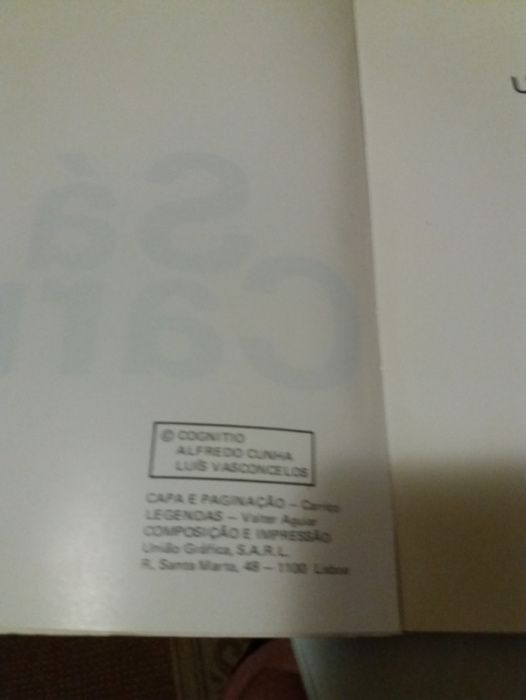 © COGNITIO
ALFREDO CUNHA
LUÍS VASCONCELOS
CAPA E PAGINAÇÃO – Carrito
LEGENDAS – Valter Aguiar
COMPOSIÇÃO E IMPRESSÃO
União Gráfica, S.A.R.L.
R. Santa Marta, 48 – 1100 Lisboa